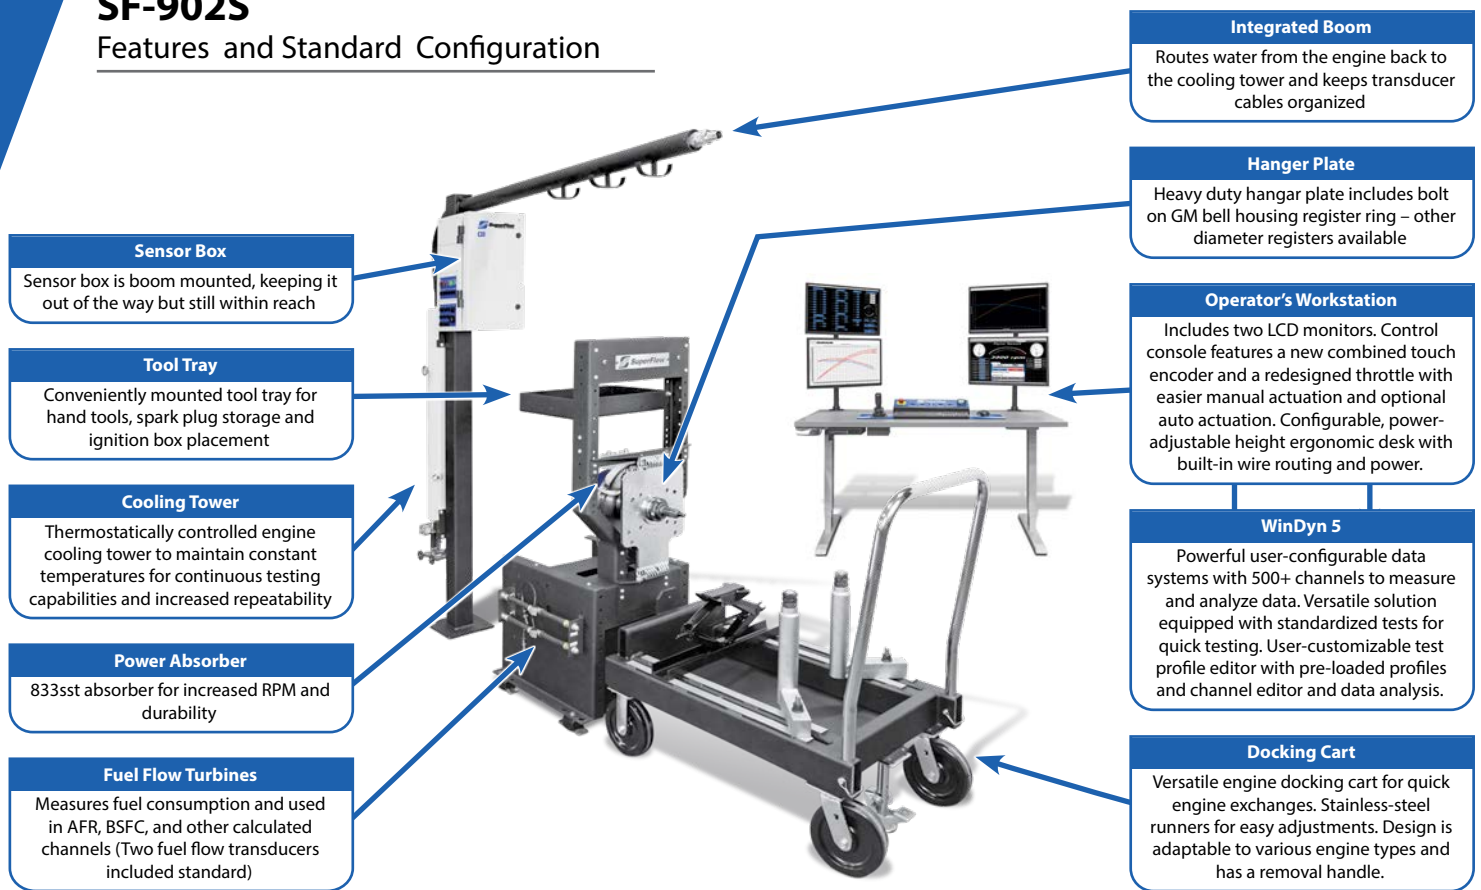 SF-902S
Features and Standard Configuration
Integrated Boom
Routes water from the engine back to
the cooling tower and keeps transducer
cables organized
Hanger Plate
Heavy duty hangar plate includes bolt
on GM bell housing register ring – other
diameter registers available
Sensor Box
Sensor box is boom mounted, keeping it
out of the way but still within reach
Operator's Workstation
Includes two LCD monitors. Control
console features a new combined touch
encoder and a redesigned throttle with
easier manual actuation and optional
auto actuation. Configurable, power-
adjustable height ergonomic desk with
built-in wire routing and power.
Tool Tray
Conveniently mounted tool tray for
hand tools, spark plug storage and
ignition box placement
Cooling Tower
Thermostatically controlled engine
cooling tower to maintain constant
temperatures for continuous testing
capabilities and increased repeatability
WinDyn 5
Powerful user-configurable data
systems with 500+ channels to measure
and analyze data. Versatile solution
equipped with standardized tests for
quick testing. User-customizable test
profile editor with pre-loaded profiles
and channel editor and data analysis.
Power Absorber
833sst absorber for increased RPM and
durability
Fuel Flow Turbines
Measures fuel consumption and used
in AFR, BSFC, and other calculated
channels (Two fuel flow transducers
included standard)
Docking Cart
Versatile engine docking cart for quick
engine exchanges. Stainless-steel
runners for easy adjustments. Design is
adaptable to various engine types and
has a removal handle.
SuperFlow
SuperFlow